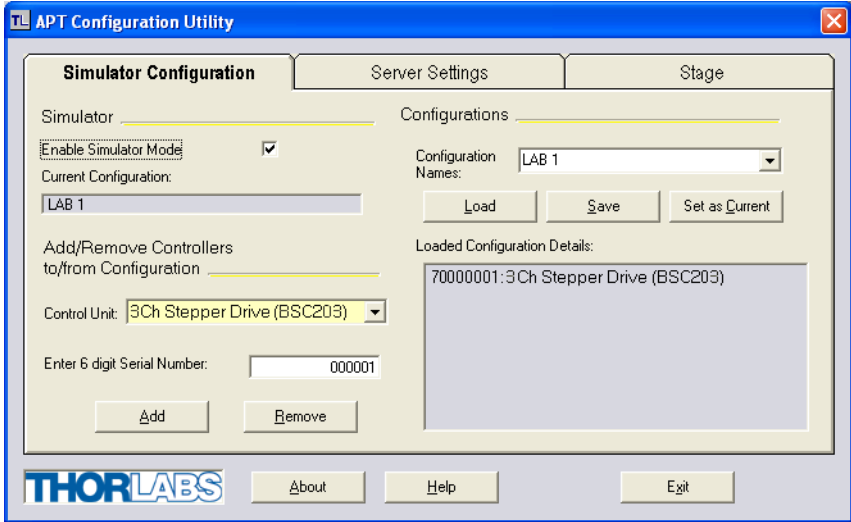 TL APT Configuration Utility
Simulator Configuration
Server Settings
Stage
Simulator
Enable Simulator Mode
Current Configuration:
LAB 1
Add/Remove Controllers
to/from Configuration
Control Unit: 3Ch Stepper Drive (BSC203)
Enter 6 digit Serial Number: 000001
Add Remove
Configurations
Configuration
Names:
LAB 1
Load Save Set as Current
Loaded Configuration Details:
70000001:3Ch Stepper Drive (BSC203)
THORLABS
About Help Exit